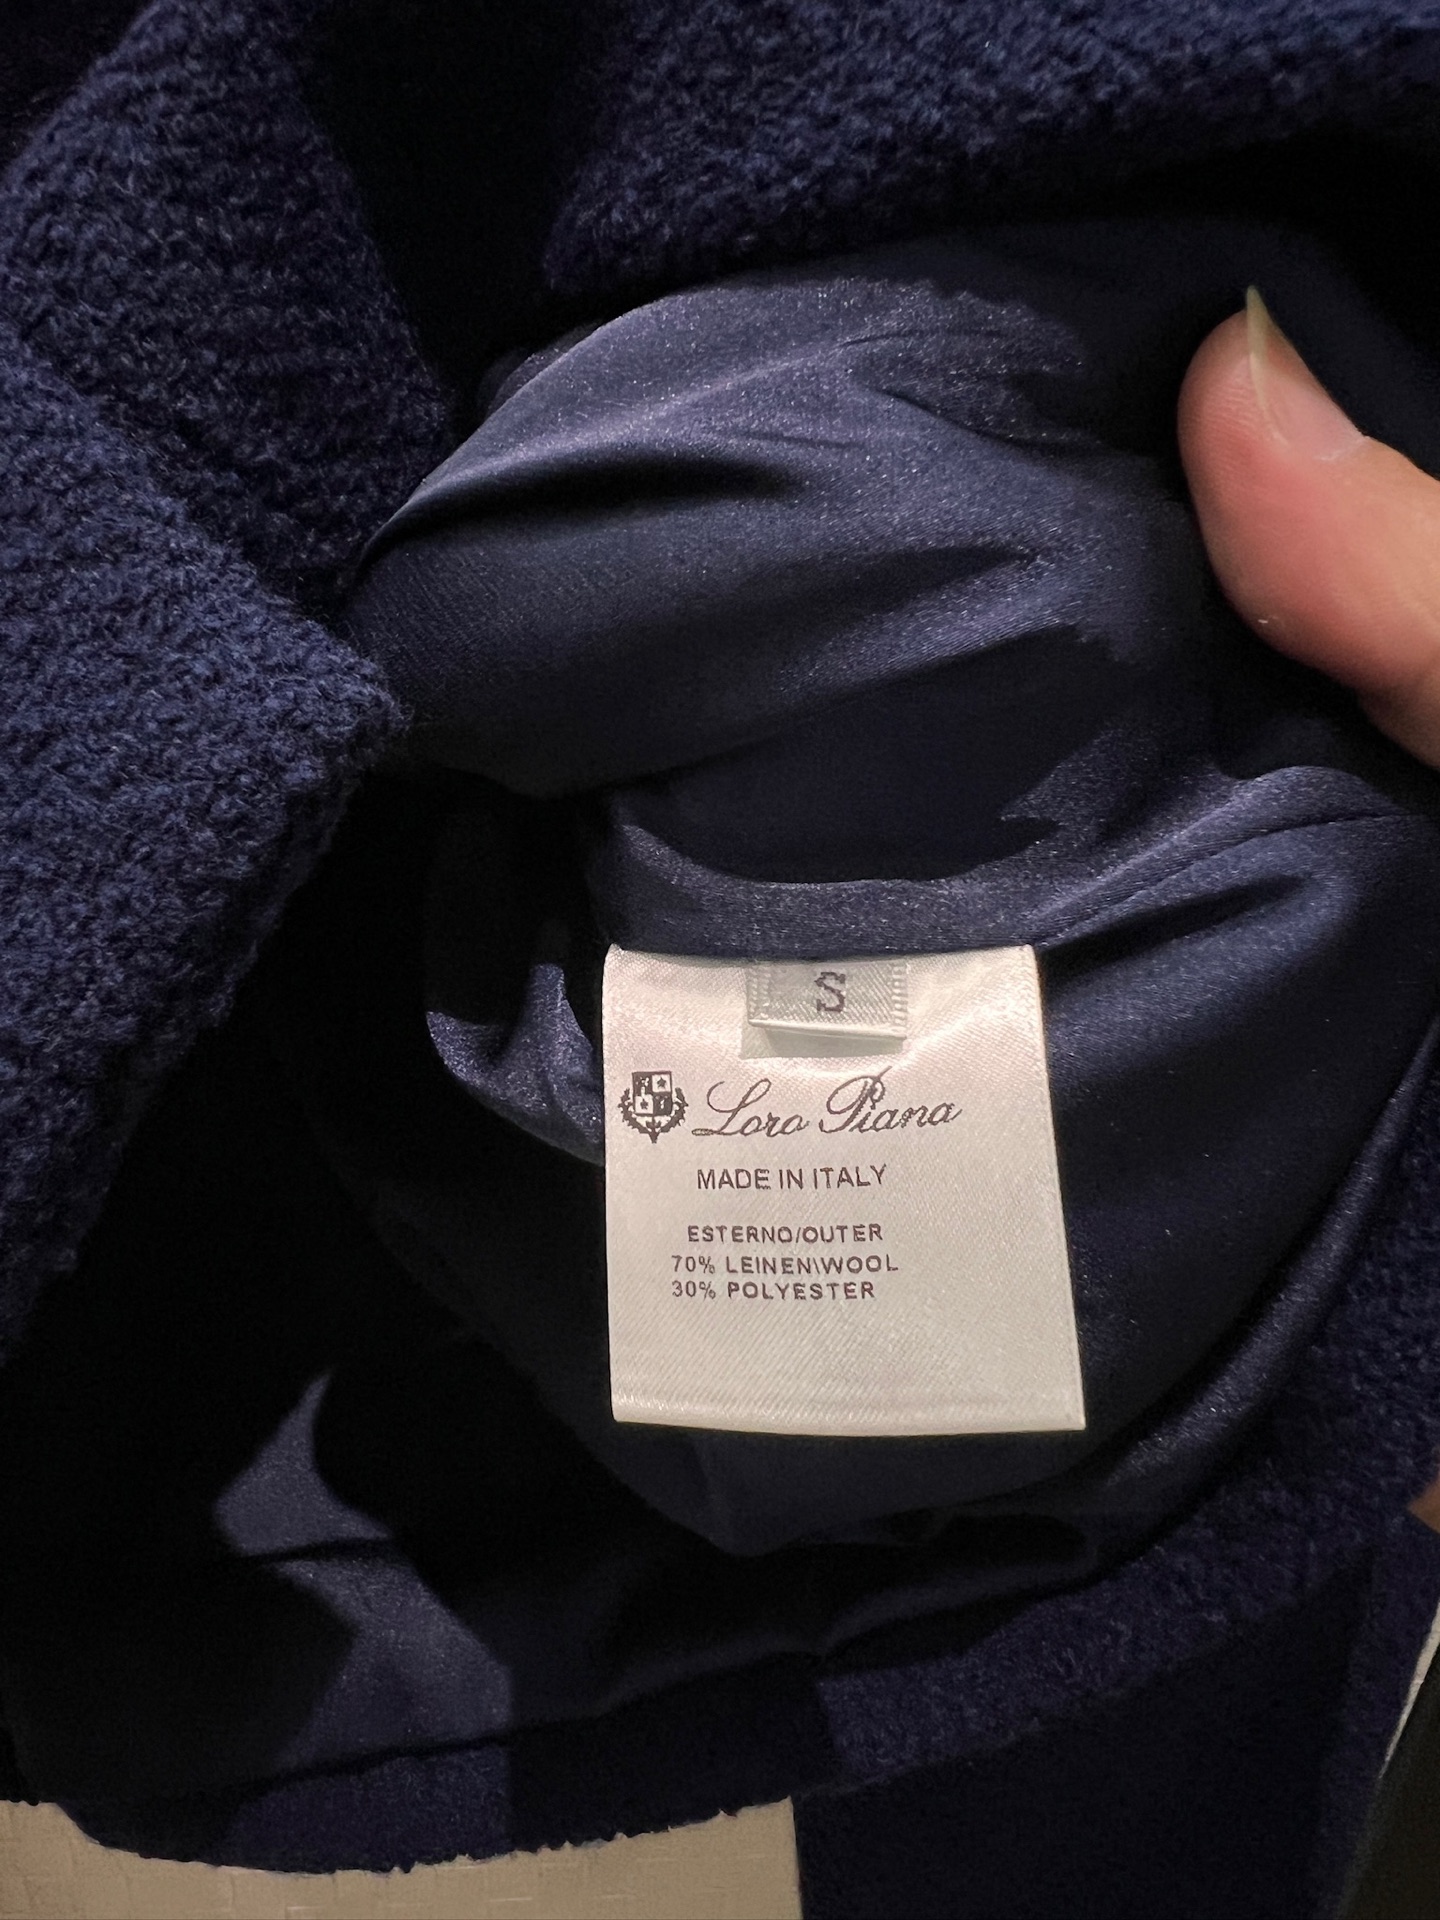 S
Loro Piana
MADE IN ITALY
ESTERNO/OUTER
70% LEINEN\WOOL
30% POLYESTER